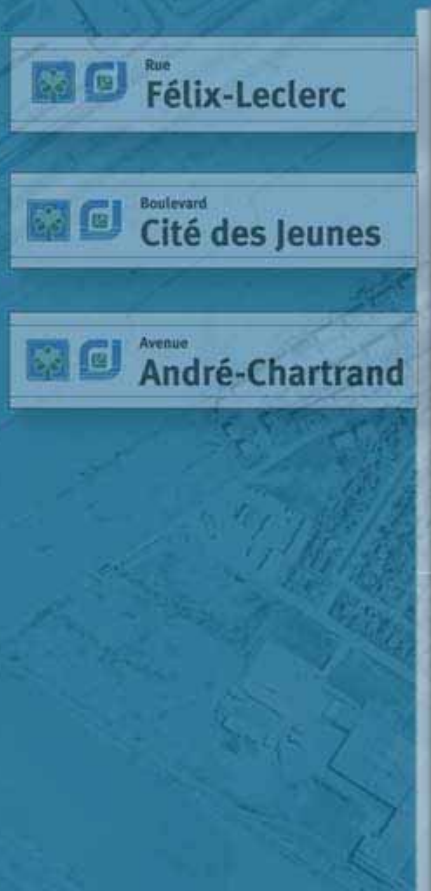 Rue
Félix-Leclerc
Boulevard
Cité des Jeunes
Avenue
André-Chartrand